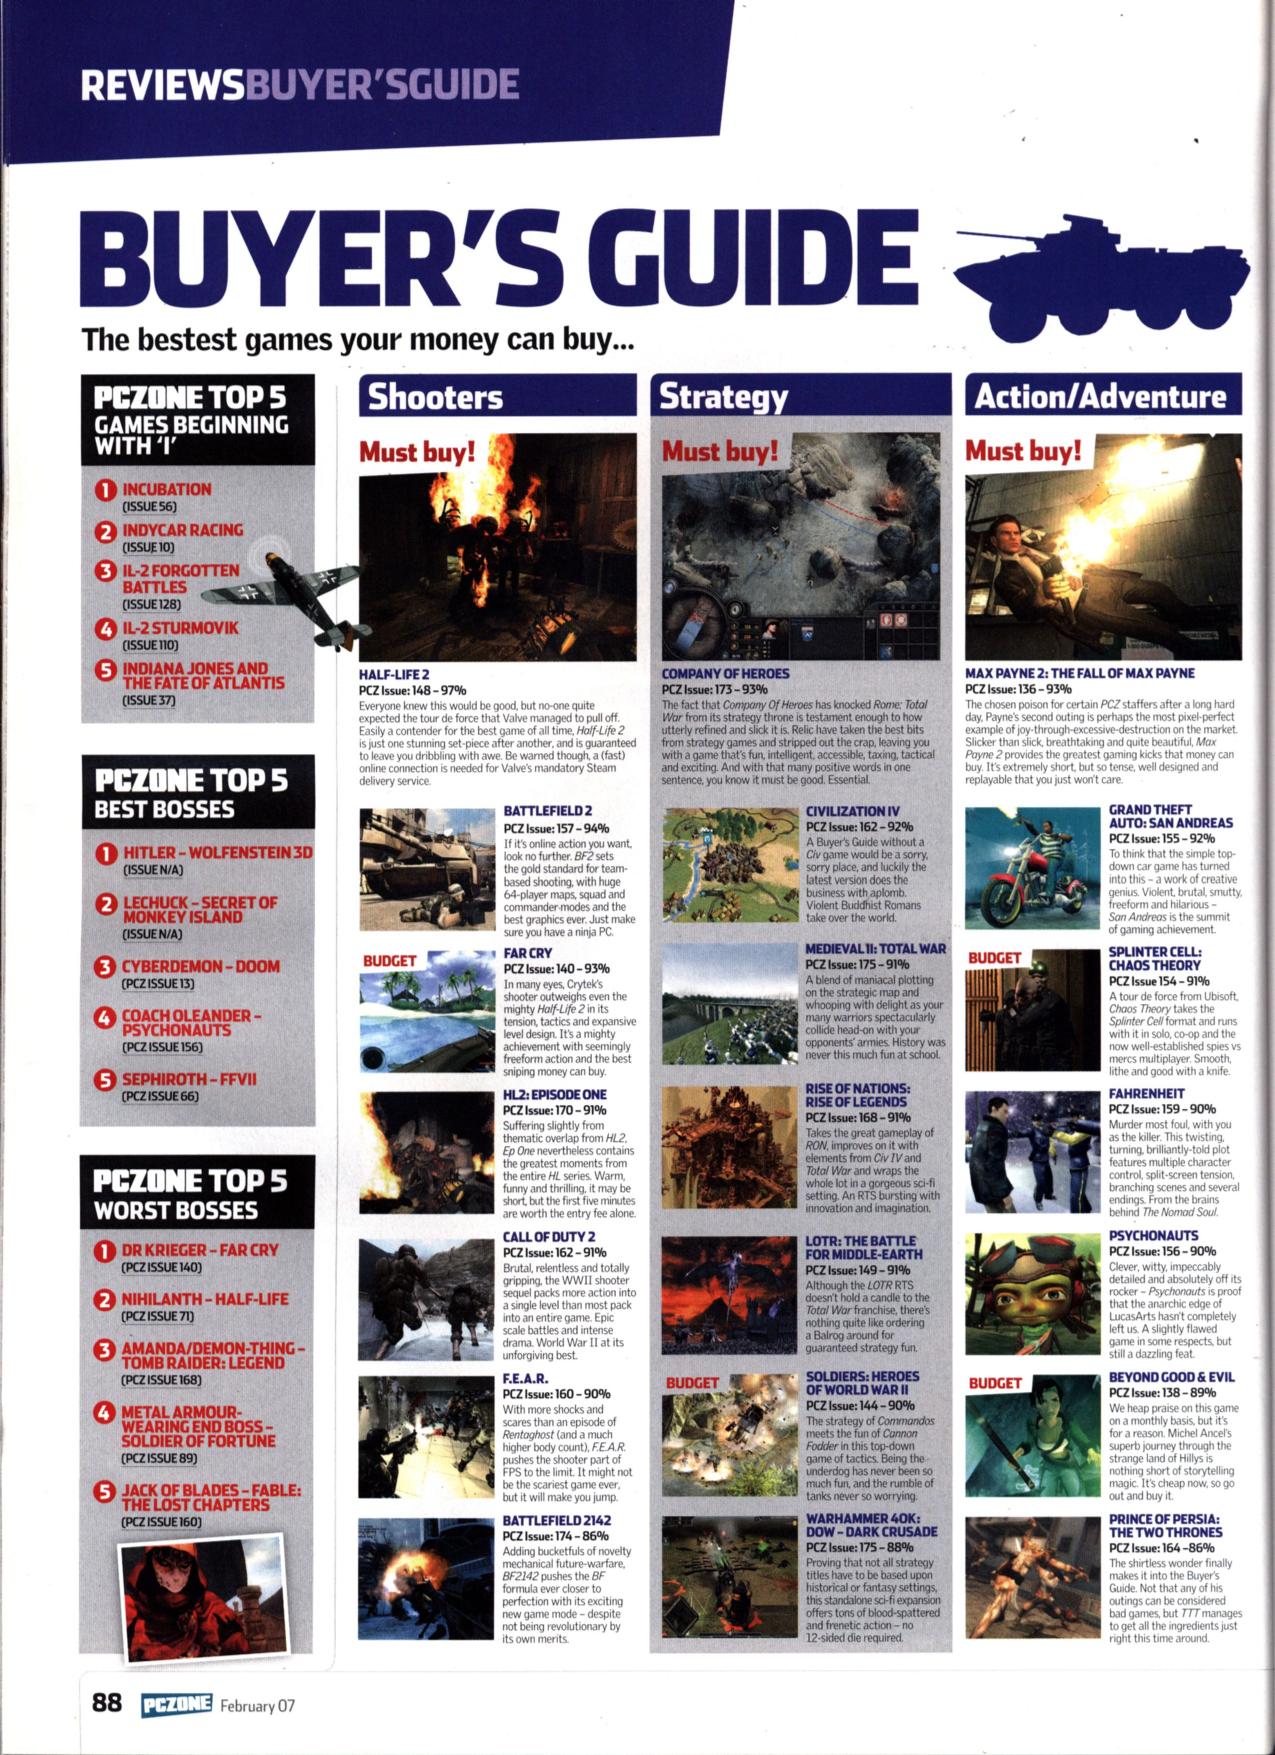 REVIEWSBUYER'SGUIDE
BUYER'S GUIDE
The bestest games your money can buy...
PCZONE TOP 5
GAMES BEGINNING
WITH 'I'
1 INCUBATION
(ISSUE 56)
2 INDYCAR RACING
(ISSUE 10)
3 IL-2 FORGOTTEN
BATTLES
(ISSUE 128)
4 IL-2 STURMOVIK
(ISSUE 110)
5 INDIANA JONES AND
THE FATE OF ATLANTIS
(ISSUE 37)
PCZONE TOP 5
BEST BOSSES
1 HITLER – WOLFENSTEIN 3D
(ISSUE N/A)
2 LECHUCK – SECRET OF
MONKEY ISLAND
(ISSUE N/A)
3 CYBERDEMON – DOOM
(PCZ ISSUE 13)
4 COACH OLEANDER –
PSYCHONAUTS
(PCZ ISSUE 156)
5 SEPHIROTH – FFVII
(PCZ ISSUE 66)
PCZONE TOP 5
WORST BOSSES
1 DR KRIEGER – FAR CRY
(PCZ ISSUE 140)
2 NIHILANTH – HALF-LIFE
(PCZ ISSUE 71)
3 AMANDA/DEMON-THING –
TOMB RAIDER: LEGEND
(PCZ ISSUE 168)
4 METAL ARMOUR-
WEARING END BOSS –
SOLDIER OF FORTUNE
(PCZ ISSUE 89)
5 JACK OF BLADES – FABLE:
THE LOST CHAPTERS
(PCZ ISSUE 160)
Shooters
Must buy!
HALF-LIFE 2
PCZ Issue: 148 – 97%
Everyone knew this would be good, but no-one quite
expected the tour de force that Valve managed to pull off.
Easily a contender for the best game of all time, Half-Life 2
is just one stunning set-piece after another, and is guaranteed
to leave you dribbling with awe. Be warned though, a (fast)
online connection is needed for Valve's mandatory Steam
delivery service.
BATTLEFIELD 2
PCZ Issue: 157 – 94%
If it's online action you want,
look no further. BF2 sets
the gold standard for team-
based shooting, with huge
64-player maps, squad and
commander-modes and the
best graphics ever. Just make
sure you have a ninja PC.
BUDGET
FAR CRY
PCZ Issue: 140 – 93%
In many eyes, Crytek's
shooter outweighs even the
mighty Half-Life 2 in its
tension, tactics and expansive
level design. It's a mighty
achievement with seemingly
freeform action and the best
sniping money can buy.
HL2: EPISODE ONE
PCZ Issue: 170 – 91%
Suffering slightly from
thematic overlap from HL2,
Ep One nevertheless contains
the greatest moments from
the entire HL series. Warm,
funny and thrilling, it may be
short, but the first five minutes
are worth the entry fee alone.
CALL OF DUTY 2
PCZ Issue: 162 – 91%
Brutal, relentless and totally
gripping, the WWII shooter
sequel packs more action into
a single level than most pack
into an entire game. Epic
scale battles and intense
drama. World War II at its
unforgiving best.
F.E.A.R.
PCZ Issue: 160 – 90%
With more shocks and
scares than an episode of
Rentaghost (and a much
higher body count), F.E.A.R.
pushes the shooter part of
FPS to the limit. It might not
be the scariest game ever,
but it will make you jump.
BATTLEFIELD 2142
PCZ Issue: 174 – 86%
Adding bucketfuls of novelty
mechanical future-warfare,
BF2142 pushes the BF
formula ever closer to
perfection with its exciting
new game mode – despite
not being revolutionary by
its own merits.
Strategy
Must buy!
COMPANY OF HEROES
PCZ Issue: 173 – 93%
The fact that Company Of Heroes has knocked Rome: Total
War from its strategy throne is testament enough to how
utterly refined and slick it is. Relic have taken the best bits
from strategy games and stripped out the crap, leaving you
with a game that's fun, intelligent, accessible, taxing, tactical
and exciting. And with that many positive words in one
sentence, you know it must be good. Essential.
CIVILIZATION IV
PCZ Issue: 162 – 92%
A Buyer's Guide without a
Civ game would be a sorry,
sorry place, and luckily the
latest version does the
business with aplomb.
Violent Buddhist Romans
take over the world.
MEDIEVAL II: TOTAL WAR
PCZ Issue: 175 – 91%
A blend of maniacal plotting
on the strategic map and
whooping with delight as your
many warriors spectacularly
collide head-on with your
opponents' armies. History was
never this much fun at school.
RISE OF NATIONS:
RISE OF LEGENDS
PCZ Issue: 168 – 91%
Takes the great gameplay of
RON, improves on it with
elements from Civ IV and
Total War and wraps the
whole lot in a gorgeous sci-fi
setting. An RTS bursting with
innovation and imagination.
LOTR: THE BATTLE
FOR MIDDLE-EARTH
PCZ Issue: 149 – 91%
Although the LOTR RTS
doesn't hold a candle to the
Total War franchise, there's
nothing quite like ordering
a Balrog around for
guaranteed strategy fun.
BUDGET
SOLDIERS: HEROES
OF WORLD WAR II
PCZ Issue: 144 – 90%
The strategy of Commandos
meets the fun of Cannon
Fodder in this top-down
game of tactics. Being the
underdog has never been so
much fun, and the rumble of
tanks never so worrying.
WARHAMMER 40K:
DOW – DARK CRUSADE
PCZ Issue: 175 – 88%
Proving that not all strategy
titles have to be based upon
historical or fantasy settings,
this standalone sci-fi expansion
offers tons of blood-spattered
and frenetic action – no
12-sided die required.
Action/Adventure
Must buy!
MAX PAYNE 2: THE FALL OF MAX PAYNE
PCZ Issue: 136 – 93%
The chosen poison for certain PCZ staffers after a long hard
day, Payne's second outing is perhaps the most pixel-perfect
example of joy-through-excessive-destruction on the market.
Slicker than slick, breathtaking and quite beautiful, Max
Payne 2 provides the greatest gaming kicks that money can
buy. It's extremely short, but so tense, well designed and
replayable that you just won't care.
GRAND THEFT
AUTO: SAN ANDREAS
PCZ Issue: 155 – 92%
To think that the simple top-
down car game has turned
into this – a work of creative
genius. Violent, brutal, smutty,
freeform and hilarious –
San Andreas is the summit
of gaming achievement.
BUDGET
SPLINTER CELL:
CHAOS THEORY
PCZ Issue 154 – 91%
A tour de force from Ubisoft,
Chaos Theory takes the
Splinter Cell format and runs
with it in solo, co-op and the
now well-established spies vs
mercs multiplayer. Smooth,
lithe and good with a knife.
FAHRENHEIT
PCZ Issue: 159 – 90%
Murder most foul, with you
as the killer. This twisting,
turning, brilliantly-told plot
features multiple character
control, split-screen tension,
branching scenes and several
endings. From the brains
behind The Nomad Soul.
PSYCHONAUTS
PCZ Issue: 156 – 90%
Clever, witty, impeccably
detailed and absolutely off its
rocker – Psychonauts is proof
that the anarchic edge of
LucasArts hasn't completely
left us. A slightly flawed
game in some respects, but
still a dazzling feat.
BUDGET
BEYOND GOOD & EVIL
PCZ Issue: 138 – 89%
We heap praise on this game
on a monthly basis, but it's
for a reason. Michel Ancel's
superb journey through the
strange land of Hillys is
nothing short of storytelling
magic. It's cheap now, so go
out and buy it.
PRINCE OF PERSIA:
THE TWO THRONES
PCZ Issue: 164 – 86%
The shirtless wonder finally
makes it into the Buyer's
Guide. Not that any of his
outings can be considered
bad games, but TTT manages
to get all the ingredients just
right this time around.
88 PCZONE February 07